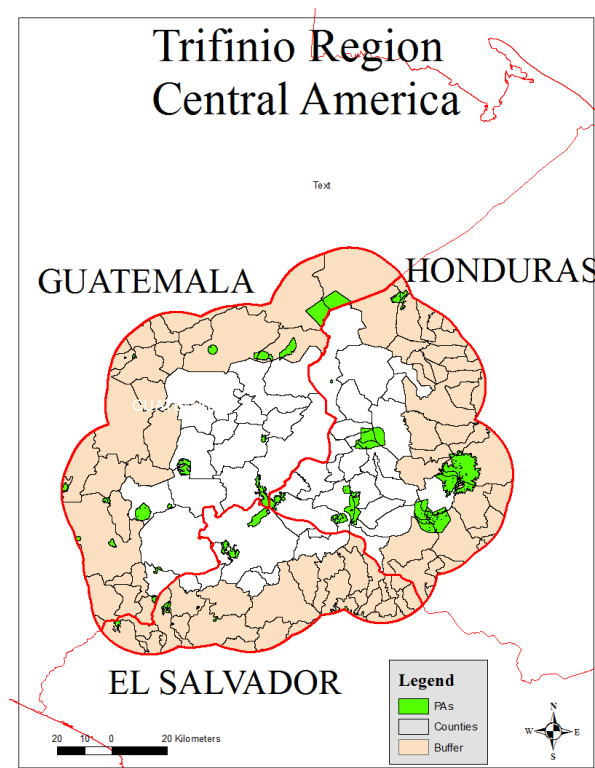 Trifinio Region
Central America
Text
GUATEMALA
HONDURAS
EL SALVADOR
Legend
PAs
Counties
Buffer
20 10 0 20 Kilometers
N
W E
S